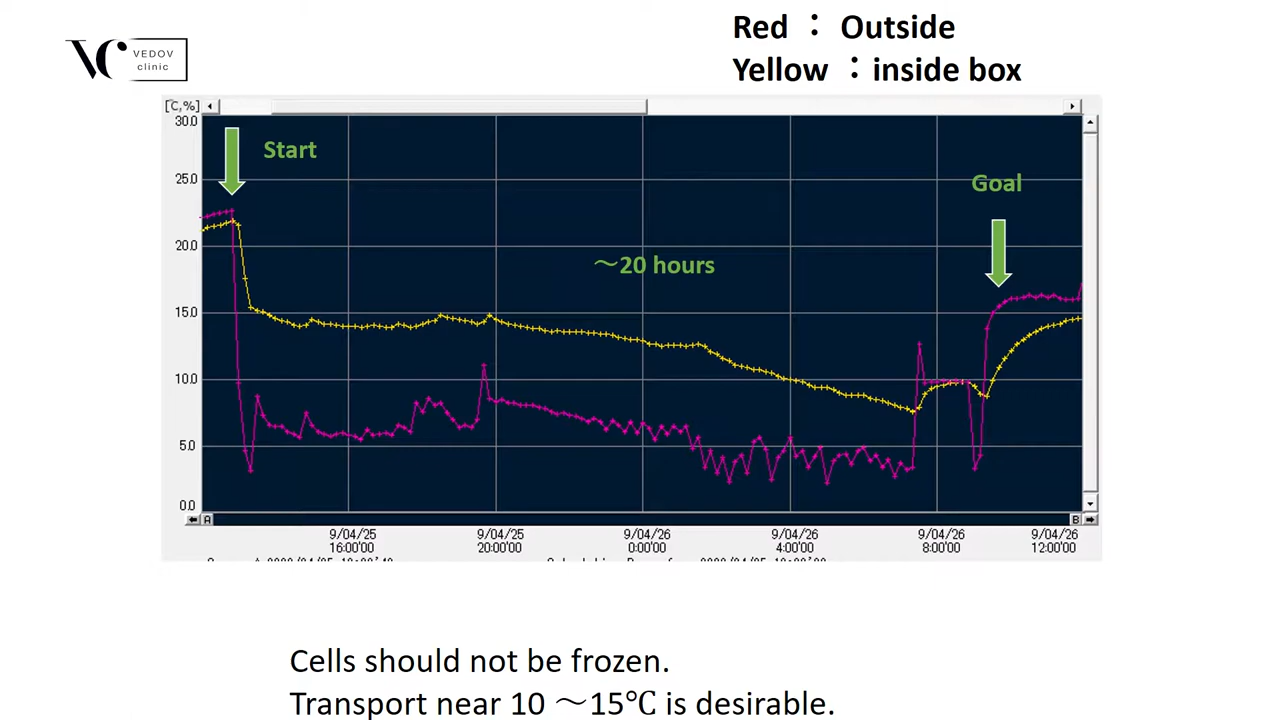 VC VEDOV
clinic
Red ： Outside
Yellow ：inside box
[℃,%]
30.0
Start
25.0
Goal
20.0
～20 hours
15.0
10.0
5.0
0.0
A
B
9/04/25 9/04/25 9/04/26 9/04/26 9/04/26 9/04/26
16:00'00 20:00'00 0:00'00 4:00'00 8:00'00 12:00'00
Cells should not be frozen.
Transport near 10 ～15℃ is desirable.